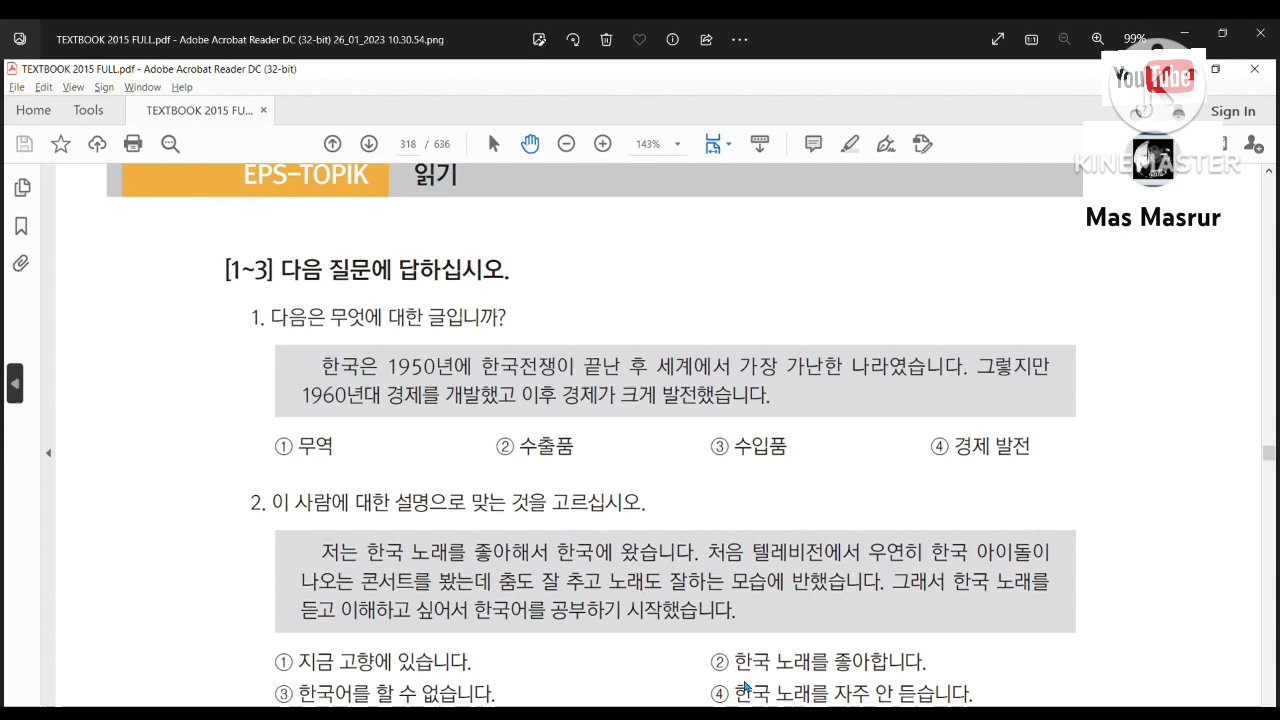 TEXTBOOK 2015 FULL.pdf - Adobe Acrobat Reader DC (32-bit) 26_01_2023 10.30.54.png
99%
TEXTBOOK 2015 FULL.pdf - Adobe Acrobat Reader DC (32-bit)
YouTube
File Edit View Sign Window Help
Home Tools TEXTBOOK 2015 FU... × Sign In
318 / 636 143%
KINEMASTER
EPS-TOPIK 읽기
Mas Masrur
[1~3] 다음 질문에 답하십시오.
1. 다음은 무엇에 대한 글입니까?
한국은 1950년에 한국전쟁이 끝난 후 세계에서 가장 가난한 나라였습니다. 그렇지만
1960년대 경제를 개발했고 이후 경제가 크게 발전했습니다.
① 무역 ② 수출품 ③ 수입품 ④ 경제 발전
2. 이 사람에 대한 설명으로 맞는 것을 고르십시오.
저는 한국 노래를 좋아해서 한국에 왔습니다. 처음 텔레비전에서 우연히 한국 아이돌이
나오는 콘서트를 봤는데 춤도 잘 추고 노래도 잘하는 모습에 반했습니다. 그래서 한국 노래를
듣고 이해하고 싶어서 한국어를 공부하기 시작했습니다.
① 지금 고향에 있습니다. ② 한국 노래를 좋아합니다.
③ 한국어를 할 수 없습니다. ④ 한국 노래를 자주 안 듣습니다.